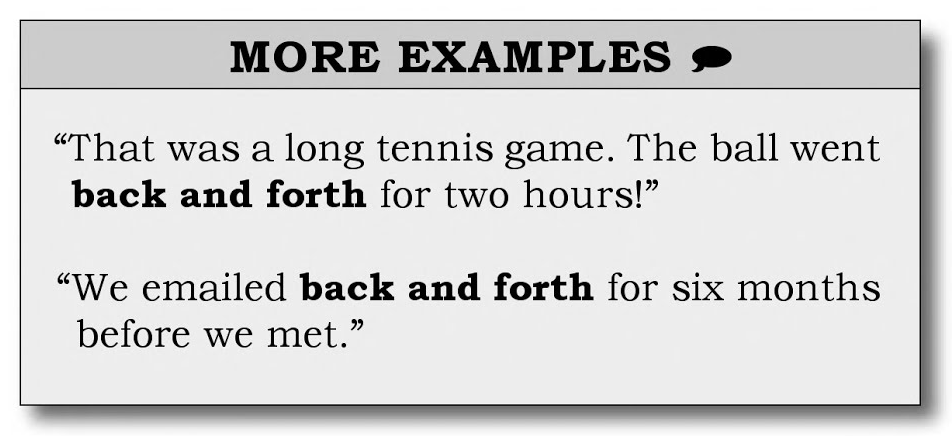 MORE EXAMPLES
“That was a long tennis game. The ball went
back and forth for two hours!”
“We emailed back and forth for six months
before we met.”